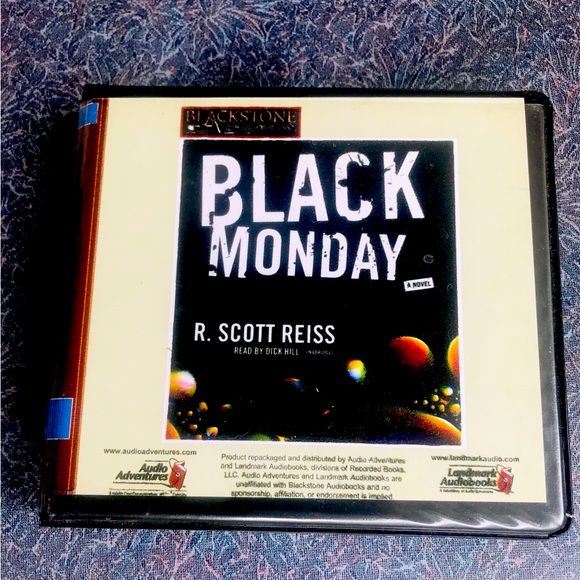 BLACKSTONE
BLACK
MONDAY
A NOVEL
R. SCOTT REISS
READ BY DICK HILL (UNABRIDGED)
www.audioadventures.com
Audio
Adventures
Product repackaged and distributed by Audio Adventures
and Landmark Audiobooks, divisions of Recorded Books,
LLC. Audio Adventures and Landmark Audiobooks are
unaffiliated with Blackstone Audiobooks and no
sponsorship, affiliation, or endorsement is implied.
www.landmarkaudio.com
Landmark
Audiobooks